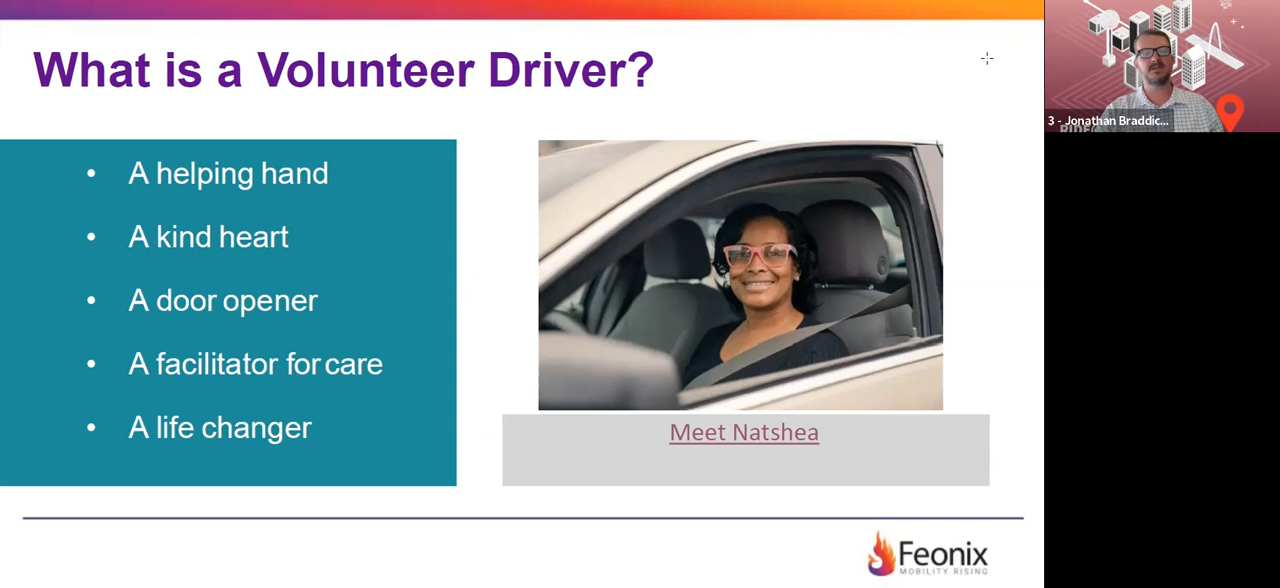 What is a Volunteer Driver?
• A helping hand
• A kind heart
• A door opener
• A facilitator for care
• A life changer
Meet Natshea
Feonix
MOBILITY RISING
3 - Jonathan Braddic...